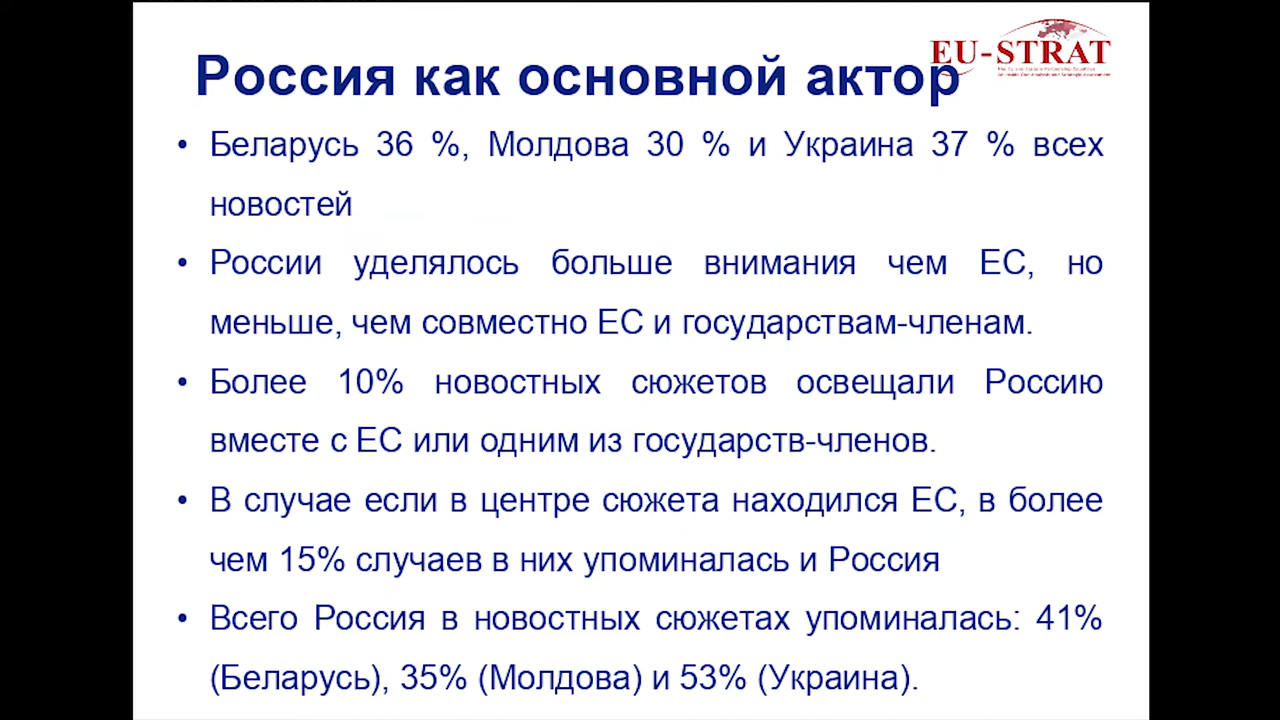 EU-STRAT
Россия как основной актор
• Беларусь 36 %, Молдова 30 % и Украина 37 % всех
новостей
• России уделялось больше внимания чем ЕС, но
меньше, чем совместно ЕС и государствам-членам.
• Более 10% новостных сюжетов освещали Россию
вместе с ЕС или одним из государств-членов.
• В случае если в центре сюжета находился ЕС, в более
чем 15% случаев в них упоминалась и Россия
• Всего Россия в новостных сюжетах упоминалась: 41%
(Беларусь), 35% (Молдова) и 53% (Украина).